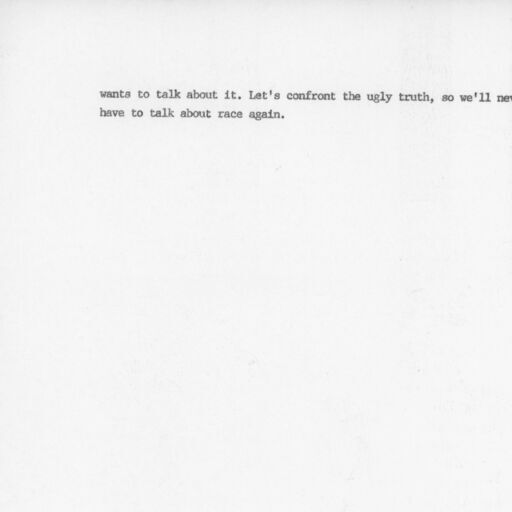 wants to talk about it. Let's confront the ugly truth, so we'll
have to talk about race again.